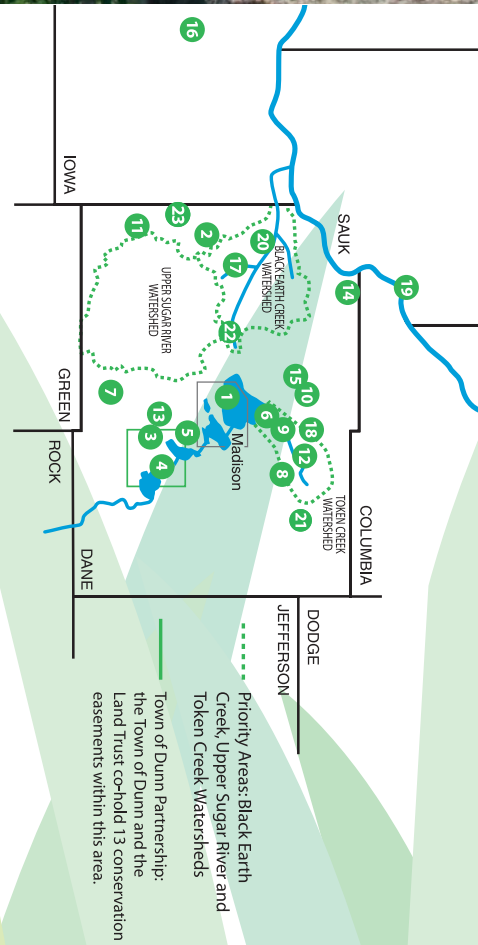 19
COLUMBIA
14
SAUK
TOKEN CREEK
WATERSHED
DODGE
18
10
12
21
15
JEFFERSON
9
8
BLACK EARTH CREEK
WATERSHED
6
20
Madison
17
22
1
2
16
5
23
UPPER SUGAR RIVER
WATERSHED
4
13
3
11
7
DANE
IOWA
GREEN
ROCK
Priority Areas: Black Earth
Creek, Upper Sugar River and
Token Creek Watersheds
Town of Dunn Partnership:
the Town of Dunn and the
Land Trust co-hold 13 conservation
easements within this area.